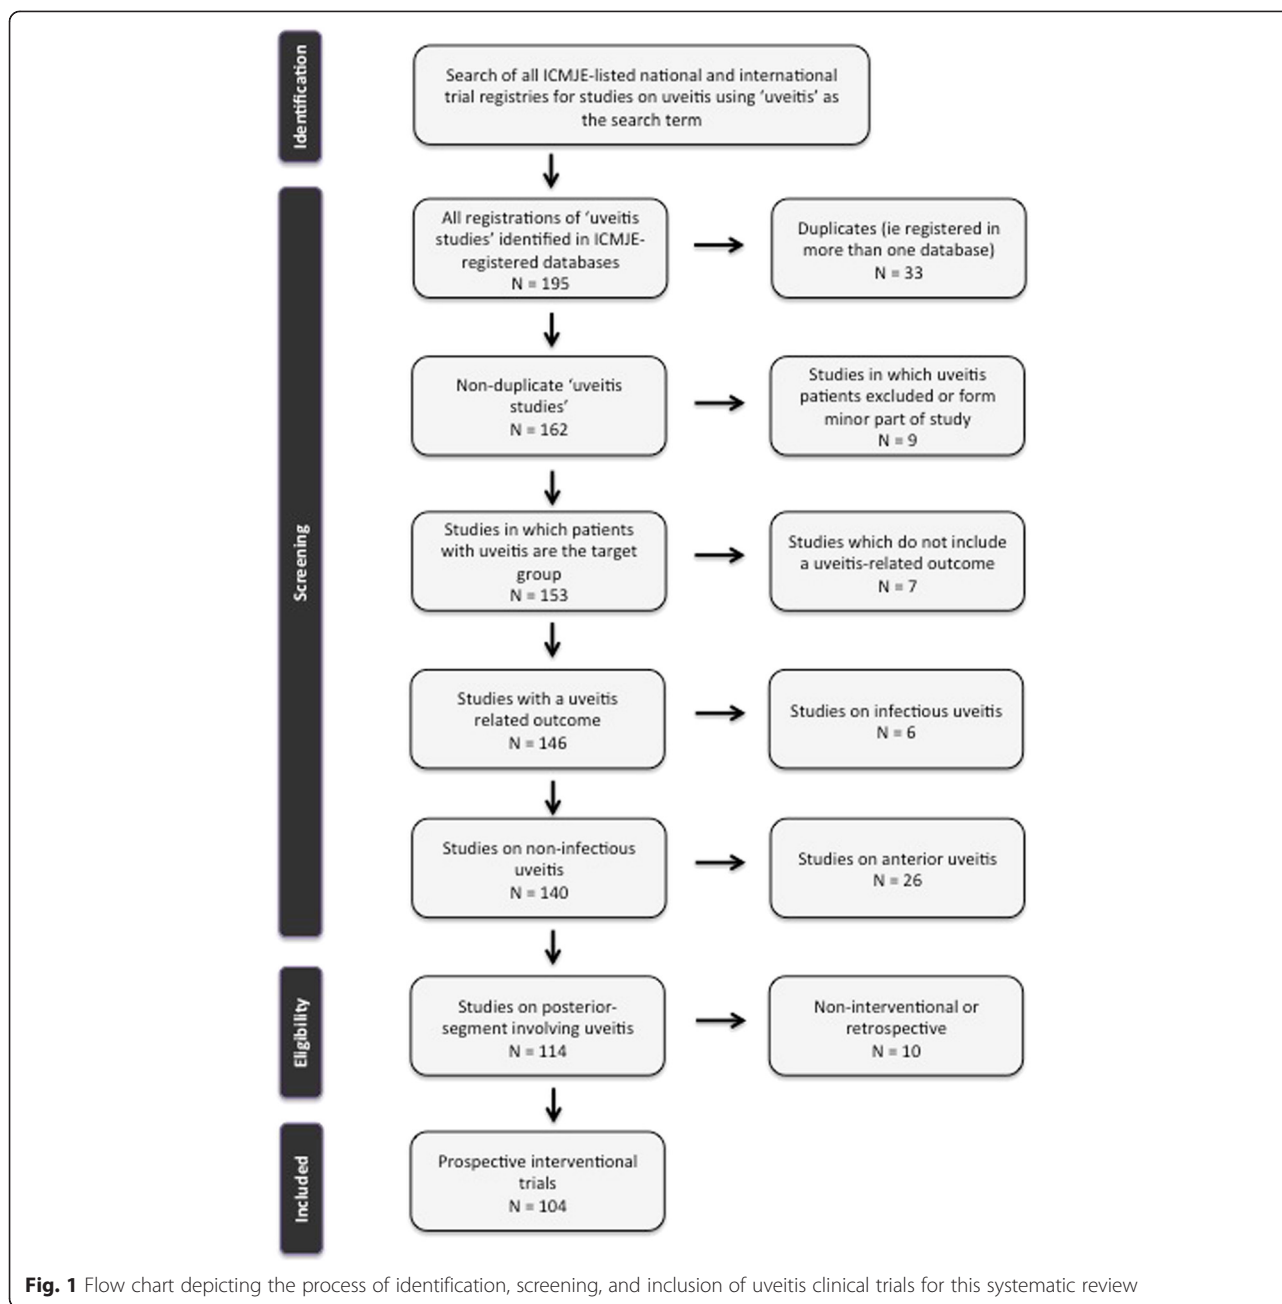 Identification
Search of all ICMJE-listed national and international
trial registries for studies on uveitis using ‘uveitis’ as
the search term
Screening
All registrations of ‘uveitis
studies’ identified in ICMJE-
registered databases
N = 195
Duplicates (ie registered in
more than one database)
N = 33
Non-duplicate ‘uveitis
studies’
N = 162
Studies in which uveitis
patients excluded or form
minor part of study
N = 9
Studies in which patients
with uveitis are the target
group
N = 153
Studies which do not include
a uveitis-related outcome
N = 7
Studies with a uveitis
related outcome
N = 146
Studies on infectious uveitis
N = 6
Studies on non-infectious
uveitis
N = 140
Studies on anterior uveitis
N = 26
Eligibility
Studies on posterior-
segment involving uveitis
N = 114
Non-interventional or
retrospective
N = 10
Included
Prospective interventional
trials
N = 104
Fig. 1 Flow chart depicting the process of identification, screening, and inclusion of uveitis clinical trials for this systematic review